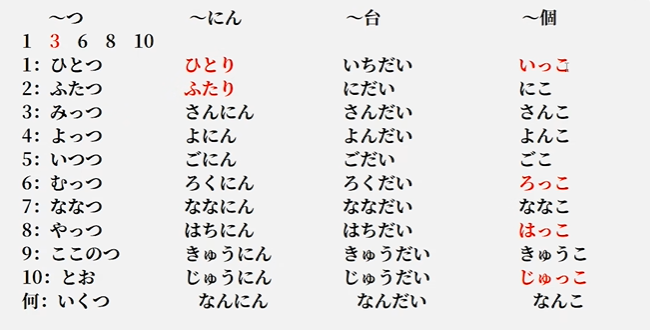 ～つ ～にん ～台 ～個
1 3 6 8 10
1：ひとつ ひとり いちだい いっこ
2：ふたつ ふたり にだい にこ
3：みっつ さんにん さんだい さんこ
4：よっつ よにん よんだい よんこ
5：いつつ ごにん ごだい ごこ
6：むっつ ろくにん ろくだい ろっこ
7：ななつ ななにん ななだい ななこ
8：やっつ はちにん はちだい はっこ
9：ここのつ きゅうにん きゅうだい きゅうこ
10：とお じゅうにん じゅうだい じゅっこ
何：いくつ なんにん なんだい なんこ